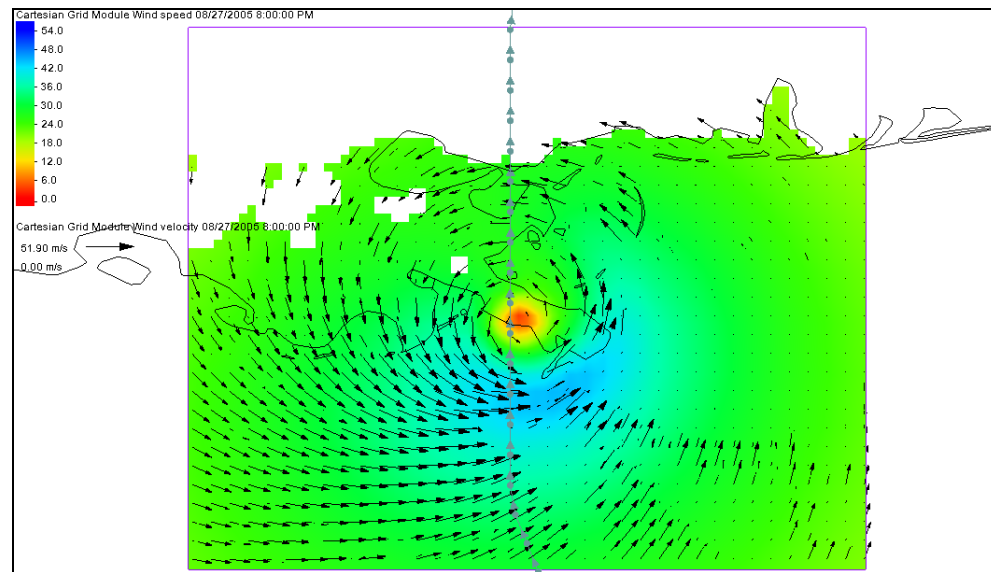 Cartesian Grid Module Wind speed 08/27/2005 8:00:00 PM
54.0
48.0
42.0
36.0
30.0
24.0
18.0
12.0
6.0
0.0
Cartesian Grid Module Wind velocity 08/27/2005 8:00:00 PM
51.90 m/s
0.00 m/s